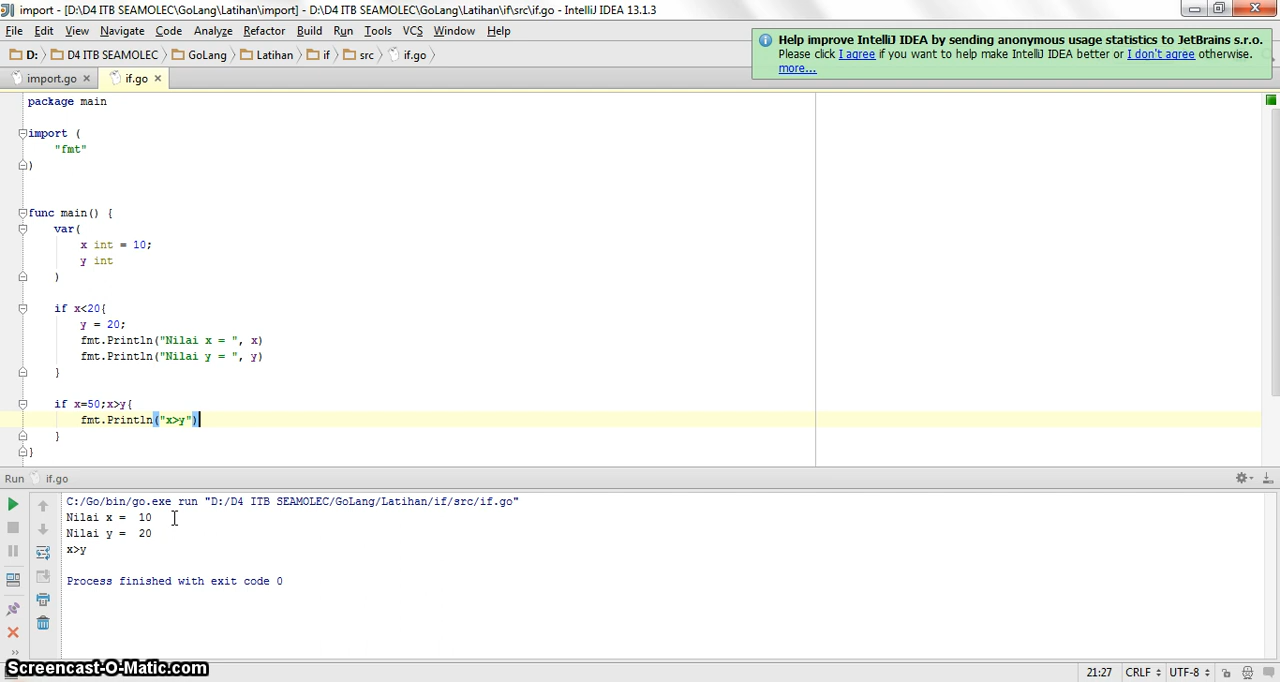 import - [D:\D4 ITB SEAMOLEC\GoLang\Latihan\import] - D:\D4 ITB SEAMOLEC\GoLang\Latihan\if\src\if.go - IntelliJ IDEA 13.1.3
File Edit View Navigate Code Analyze Refactor Build Run Tools VCS Window Help
D: D4 ITB SEAMOLEC GoLang Latihan if src if.go
Help improve IntelliJ IDEA by sending anonymous usage statistics to JetBrains s.r.o.
Please click I agree if you want to help make IntelliJ IDEA better or I don't agree otherwise.
more...
import.go if.go
package main
import (
"fmt"
)
func main() {
var(
x int = 10;
y int
)
if x<20{
y = 20;
fmt.Println("Nilai x = ", x)
fmt.Println("Nilai y = ", y)
}
if x=50;x>y{
fmt.Println("x>y")
}
}
Run if.go
C:/Go/bin/go.exe run "D:/D4 ITB SEAMOLEC/GoLang/Latihan/if/src/if.go"
Nilai x =  10
Nilai y =  20
x>y
Process finished with exit code 0
Screencast-O-Matic.com
21:27 CRLF UTF-8